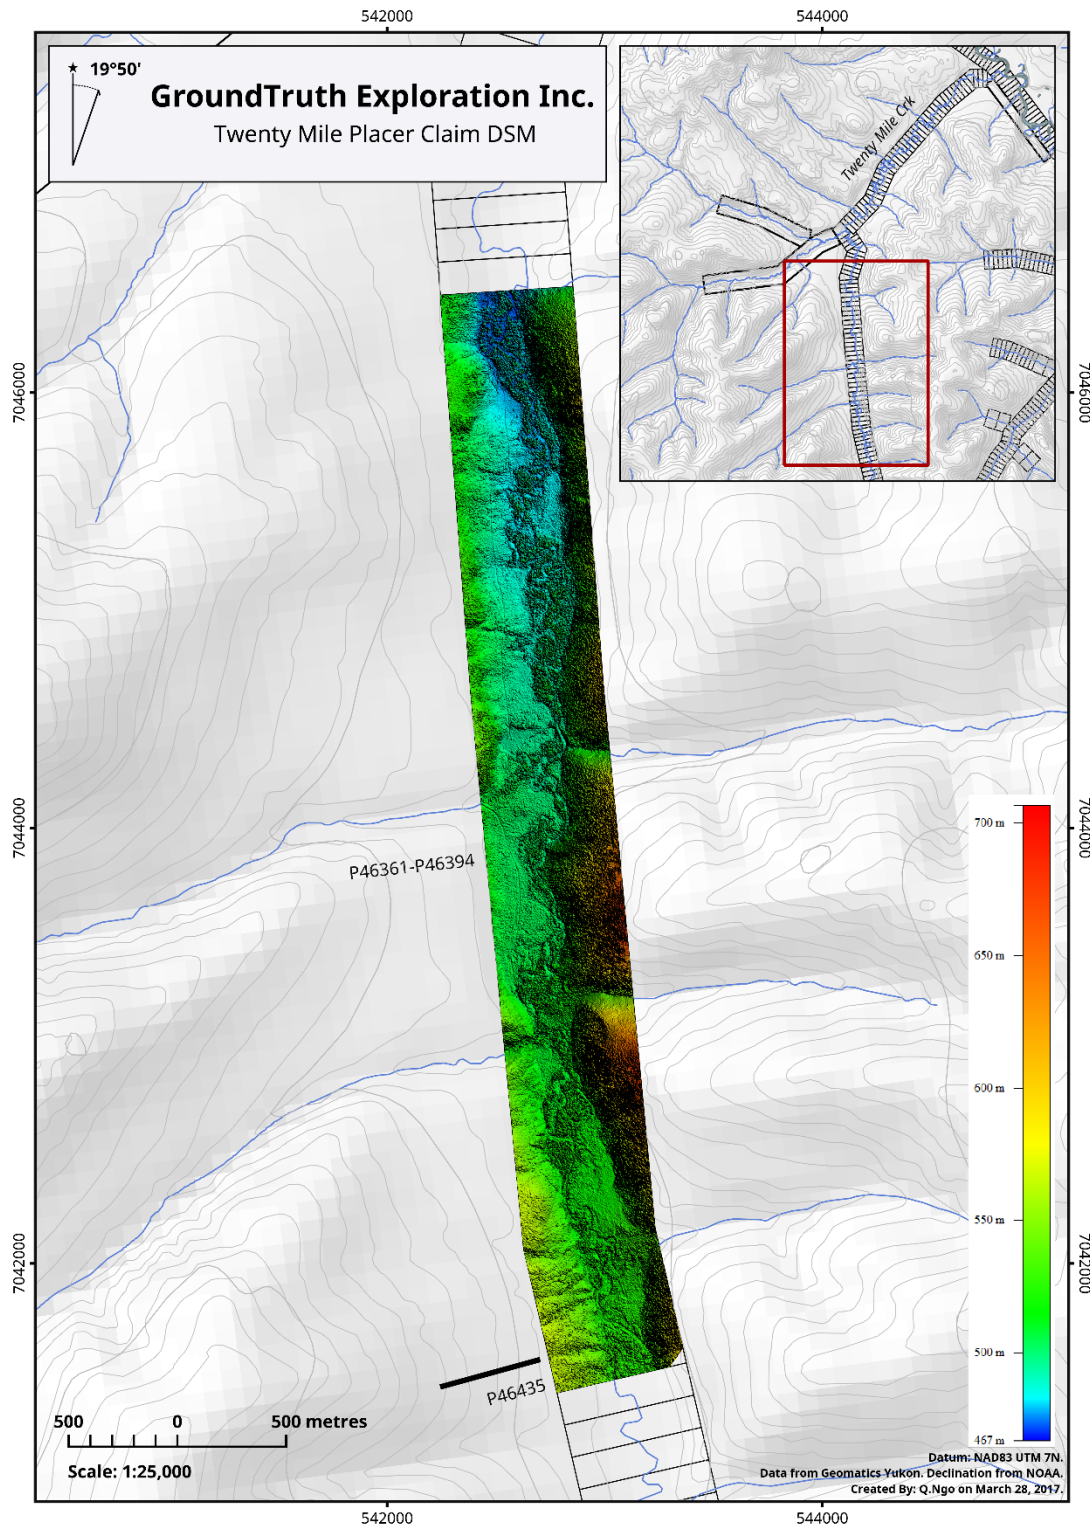 542000
544000
19°50'
GroundTruth Exploration Inc.
Twenty Mile Placer Claim DSM
Twenty Mile Crk
7046000
7046000
7044000
7044000
P46361-P46394
700 m
650 m
600 m
550 m
500 m
467 m
7042000
7042000
P46435
500 0 500 metres
Scale: 1:25,000
Datum: NAD83 UTM 7N.
Data from Geomatics Yukon. Declination from NOAA.
Created By: Q.Ngo on March 28, 2017.
542000
544000